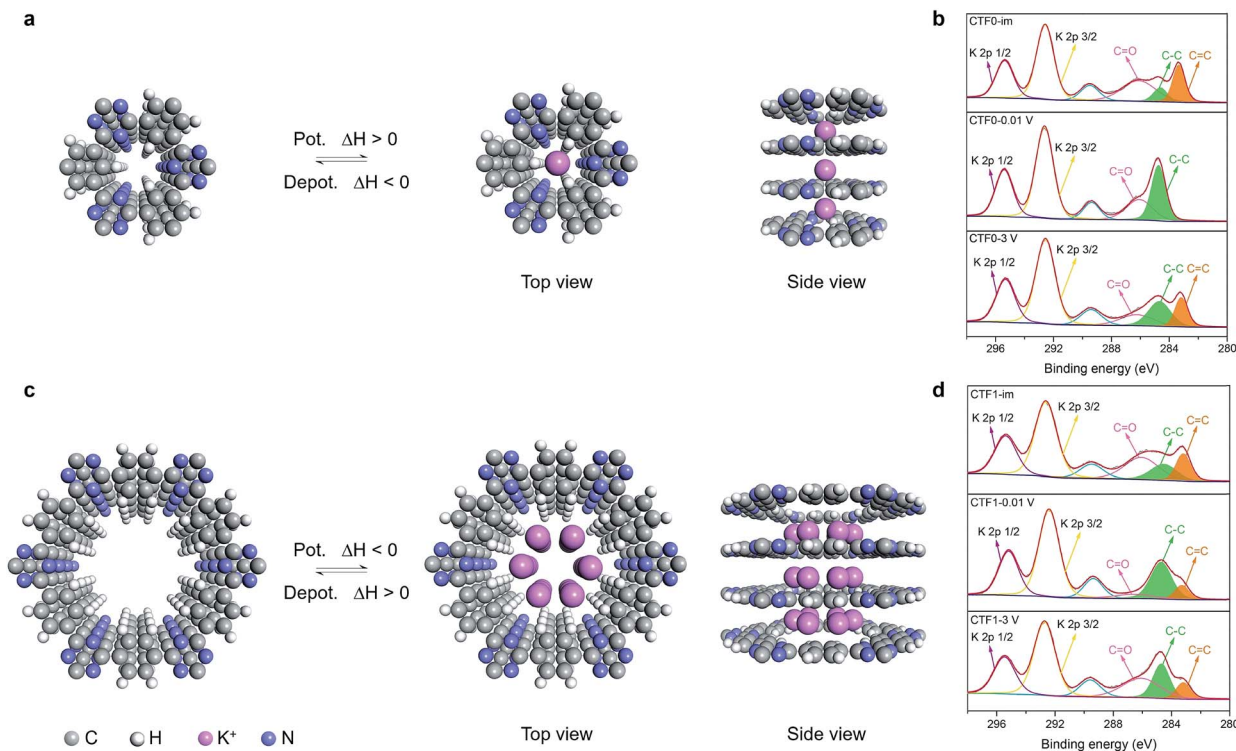 a
Pot. ΔH > 0
Depot. ΔH < 0
Top view
Side view
b
CTF0-im
K 2p 1/2
K 2p 3/2
C=O
C-C
C=C
CTF0-0.01 V
K 2p 1/2
K 2p 3/2
C=O
C-C
CTF0-3 V
K 2p 1/2
K 2p 3/2
C=O
C-C
C=C
296 292 288 284 280
Binding energy (eV)
c
Pot. ΔH < 0
Depot. ΔH > 0
Top view
Side view
C H K⁺ N
d
CTF1-im
K 2p 1/2
K 2p 3/2
C=O
C-C
C=C
CTF1-0.01 V
K 2p 1/2
K 2p 3/2
C=O
C-C
C=C
CTF1-3 V
K 2p 1/2
K 2p 3/2
C=O
C-C
C=C
296 292 288 284 280
Binding energy (eV)